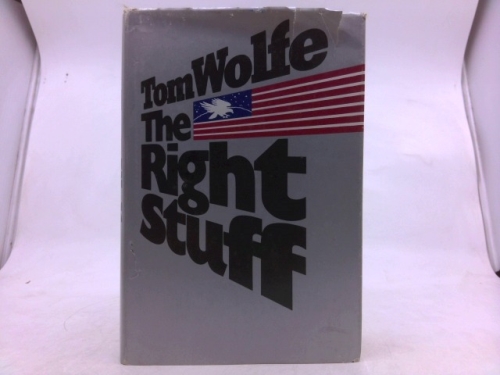 Tom Wolfe
The
Right
Stuff